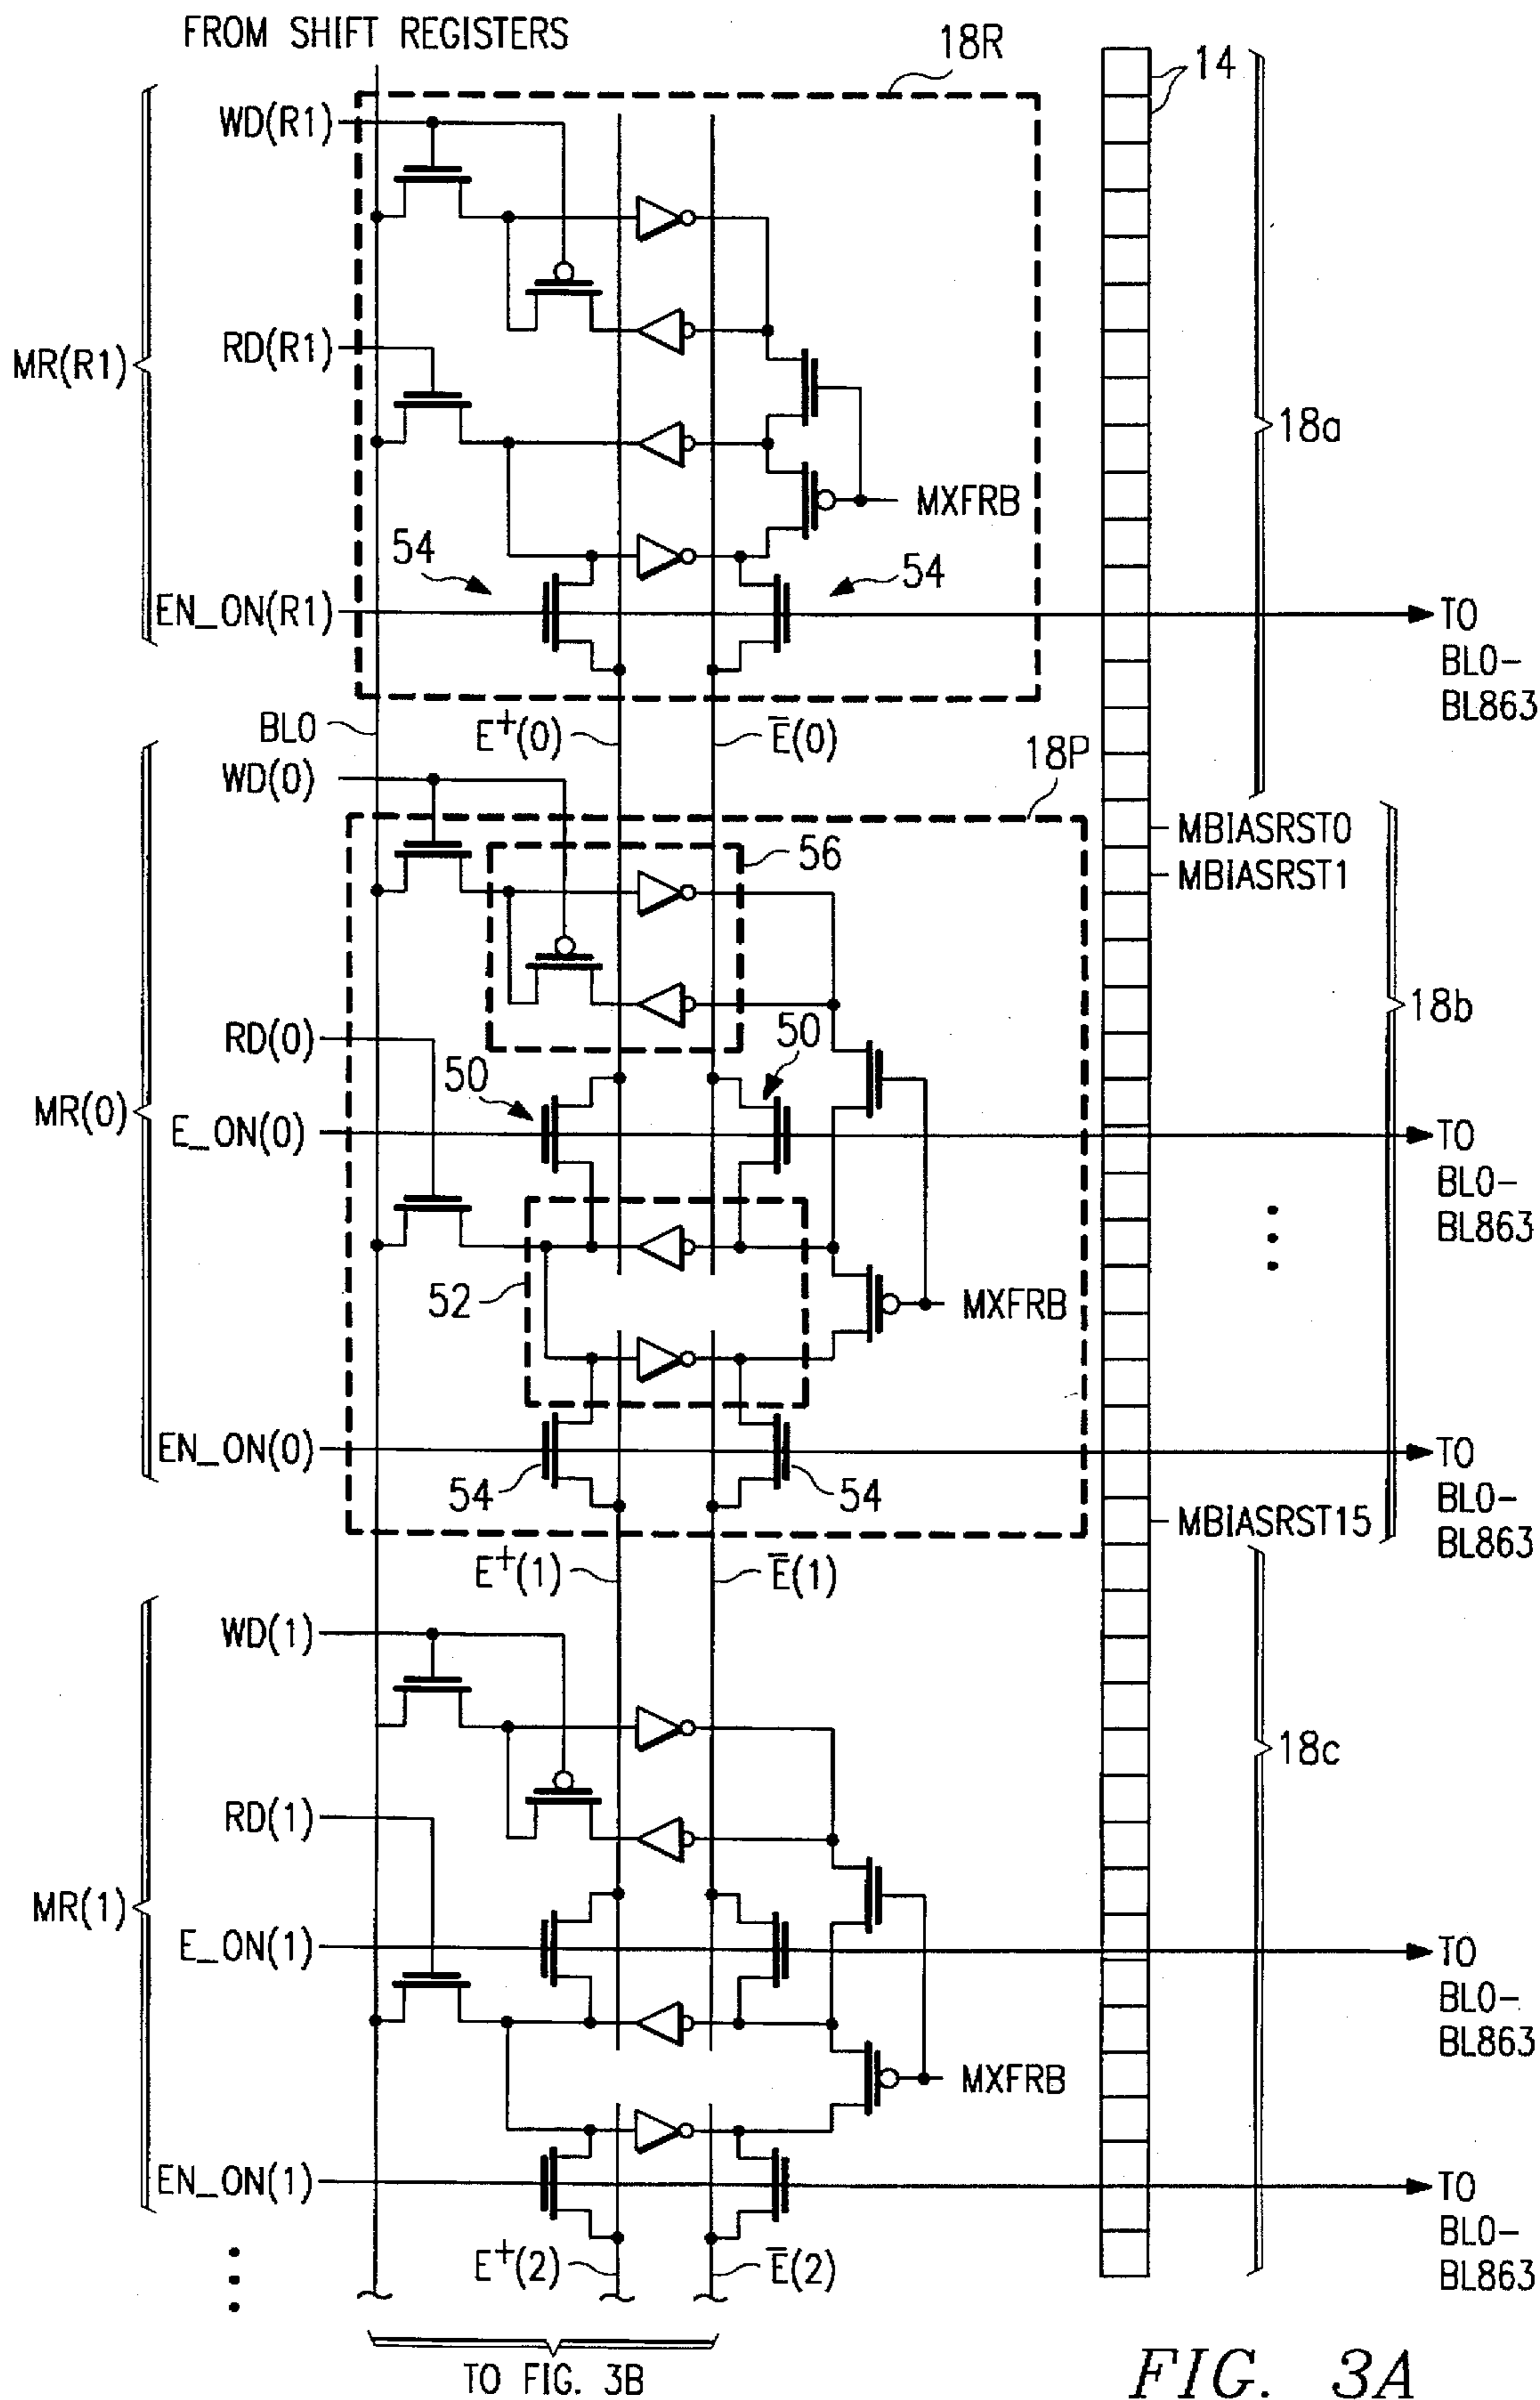 FROM SHIFT REGISTERS
18R
14
WD(R1)
RD(R1)
MR(R1)
18a
MXFRB
54
54
EN_ON(R1)
TO
BL0-
BL863
BL0
E+(0)
E̅(0)
18P
WD(0)
MBIASRST0
56
MBIASRST1
18b
RD(0)
50
50
MR(0)
E_ON(0)
TO
BL0-
BL863
52
MXFRB
EN_ON(0)
TO
54
54
BL0-
MBIASRST15
BL863
E+(1)
E̅(1)
WD(1)
18c
RD(1)
MR(1)
E_ON(1)
TO
BL0-
BL863
MXFRB
EN_ON(1)
TO
BL0-
BL863
E+(2)
E̅(2)
TO FIG. 3B
FIG. 3A